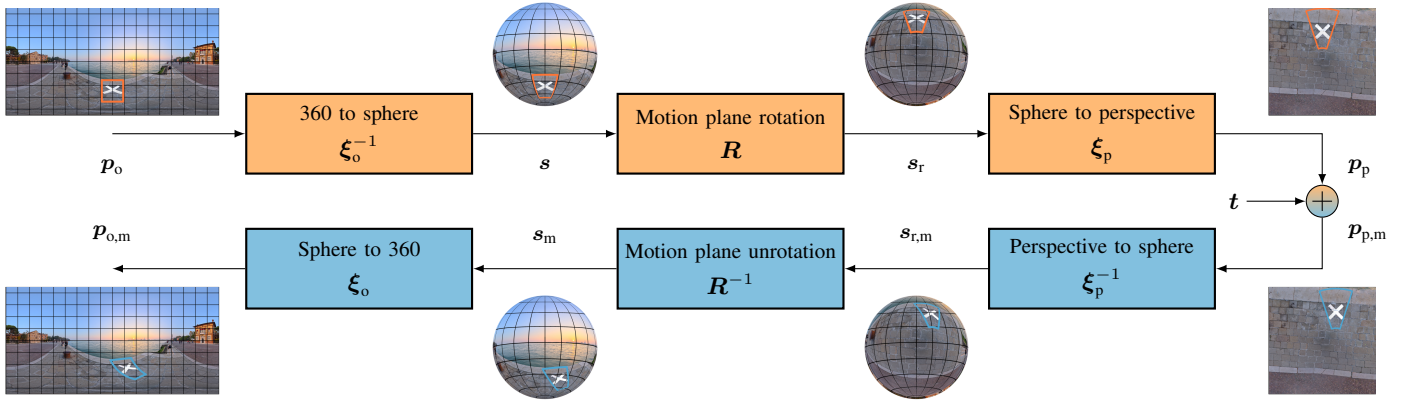 360 to sphere
ξₒ⁻¹
Motion plane rotation
R
Sphere to perspective
ξₚ
pₒ
s
sᵣ
pₚ
t
+
pₒ,ₘ
sₘ
sᵣ,ₘ
pₚ,ₘ
Sphere to 360
ξₒ
Motion plane unrotation
R⁻¹
Perspective to sphere
ξₚ⁻¹